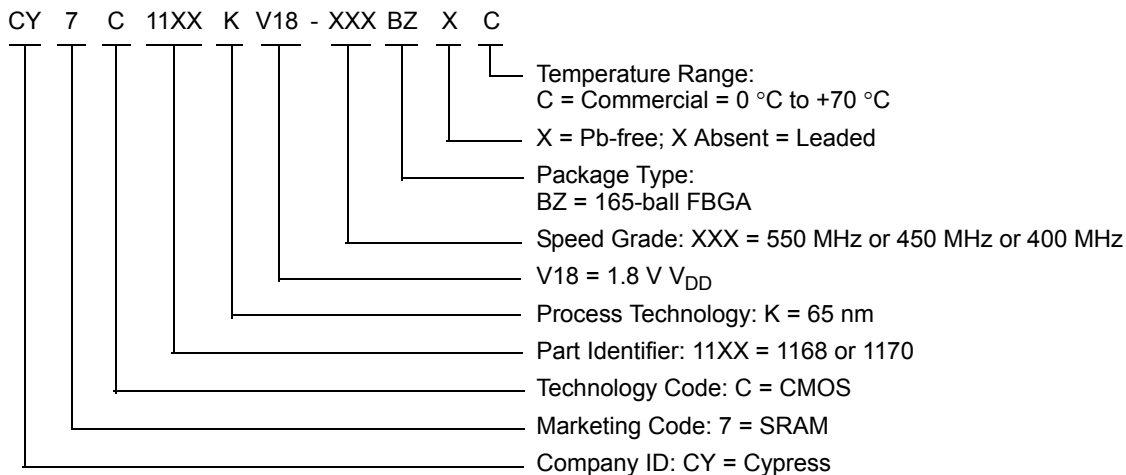 CY 7 C 11XX K V18 - XXX BZ X C
Temperature Range:
C = Commercial = 0 °C to +70 °C
X = Pb-free; X Absent = Leaded
Package Type:
BZ = 165-ball FBGA
Speed Grade: XXX = 550 MHz or 450 MHz or 400 MHz
V18 = 1.8 V VDD
Process Technology: K = 65 nm
Part Identifier: 11XX = 1168 or 1170
Technology Code: C = CMOS
Marketing Code: 7 = SRAM
Company ID: CY = Cypress